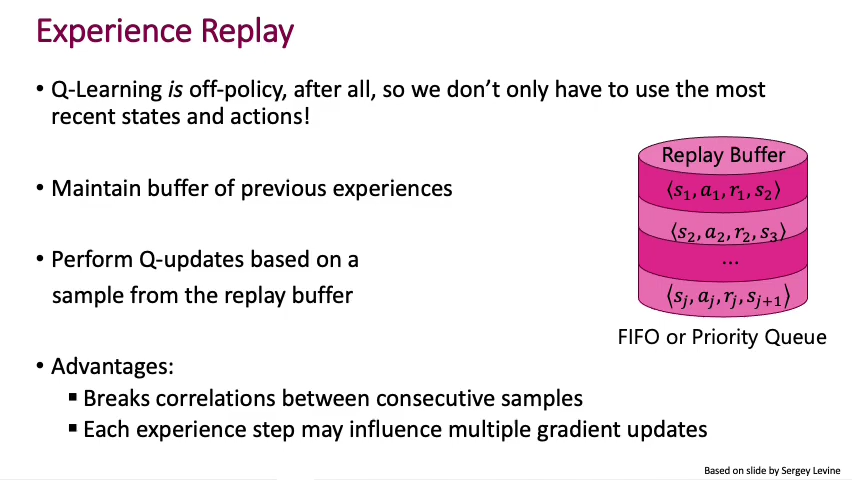 Experience Replay
• Q-Learning is off-policy, after all, so we don’t only have to use the most
recent states and actions!
• Maintain buffer of previous experiences
• Perform Q-updates based on a
sample from the replay buffer
• Advantages:
▪ Breaks correlations between consecutive samples
▪ Each experience step may influence multiple gradient updates
Replay Buffer
⟨s₁, a₁, r₁, s₂⟩
⟨s₂, a₂, r₂, s₃⟩
...
⟨sⱼ, aⱼ, rⱼ, sⱼ₊₁⟩
FIFO or Priority Queue
Based on slide by Sergey Levine